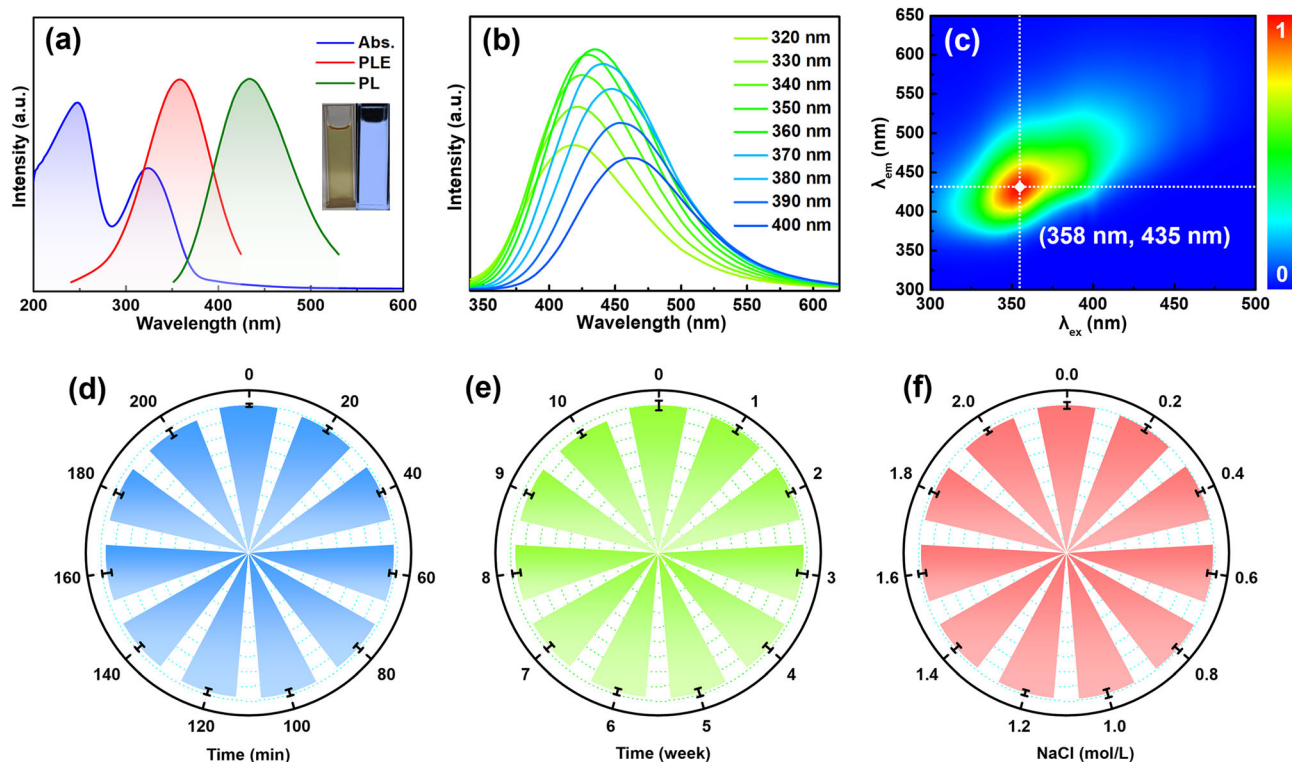 (a)
Abs.
PLE
PL
Intensity (a.u.)
200 300 400 500 600
Wavelength (nm)
(b)
320 nm
330 nm
340 nm
350 nm
360 nm
370 nm
380 nm
390 nm
400 nm
Intensity (a.u.)
350 400 450 500 550 600
Wavelength (nm)
(c)
650
600
550
500
450
400
350
300
λem (nm)
(358 nm, 435 nm)
300 350 400 450 500
λex (nm)
1
0
(d)
0
20
40
60
80
100
120
140
160
180
200
Time (min)
(e)
0
1
2
3
4
5
6
7
8
9
10
Time (week)
(f)
0.0
0.2
0.4
0.6
0.8
1.0
1.2
1.4
1.6
1.8
2.0
NaCl (mol/L)